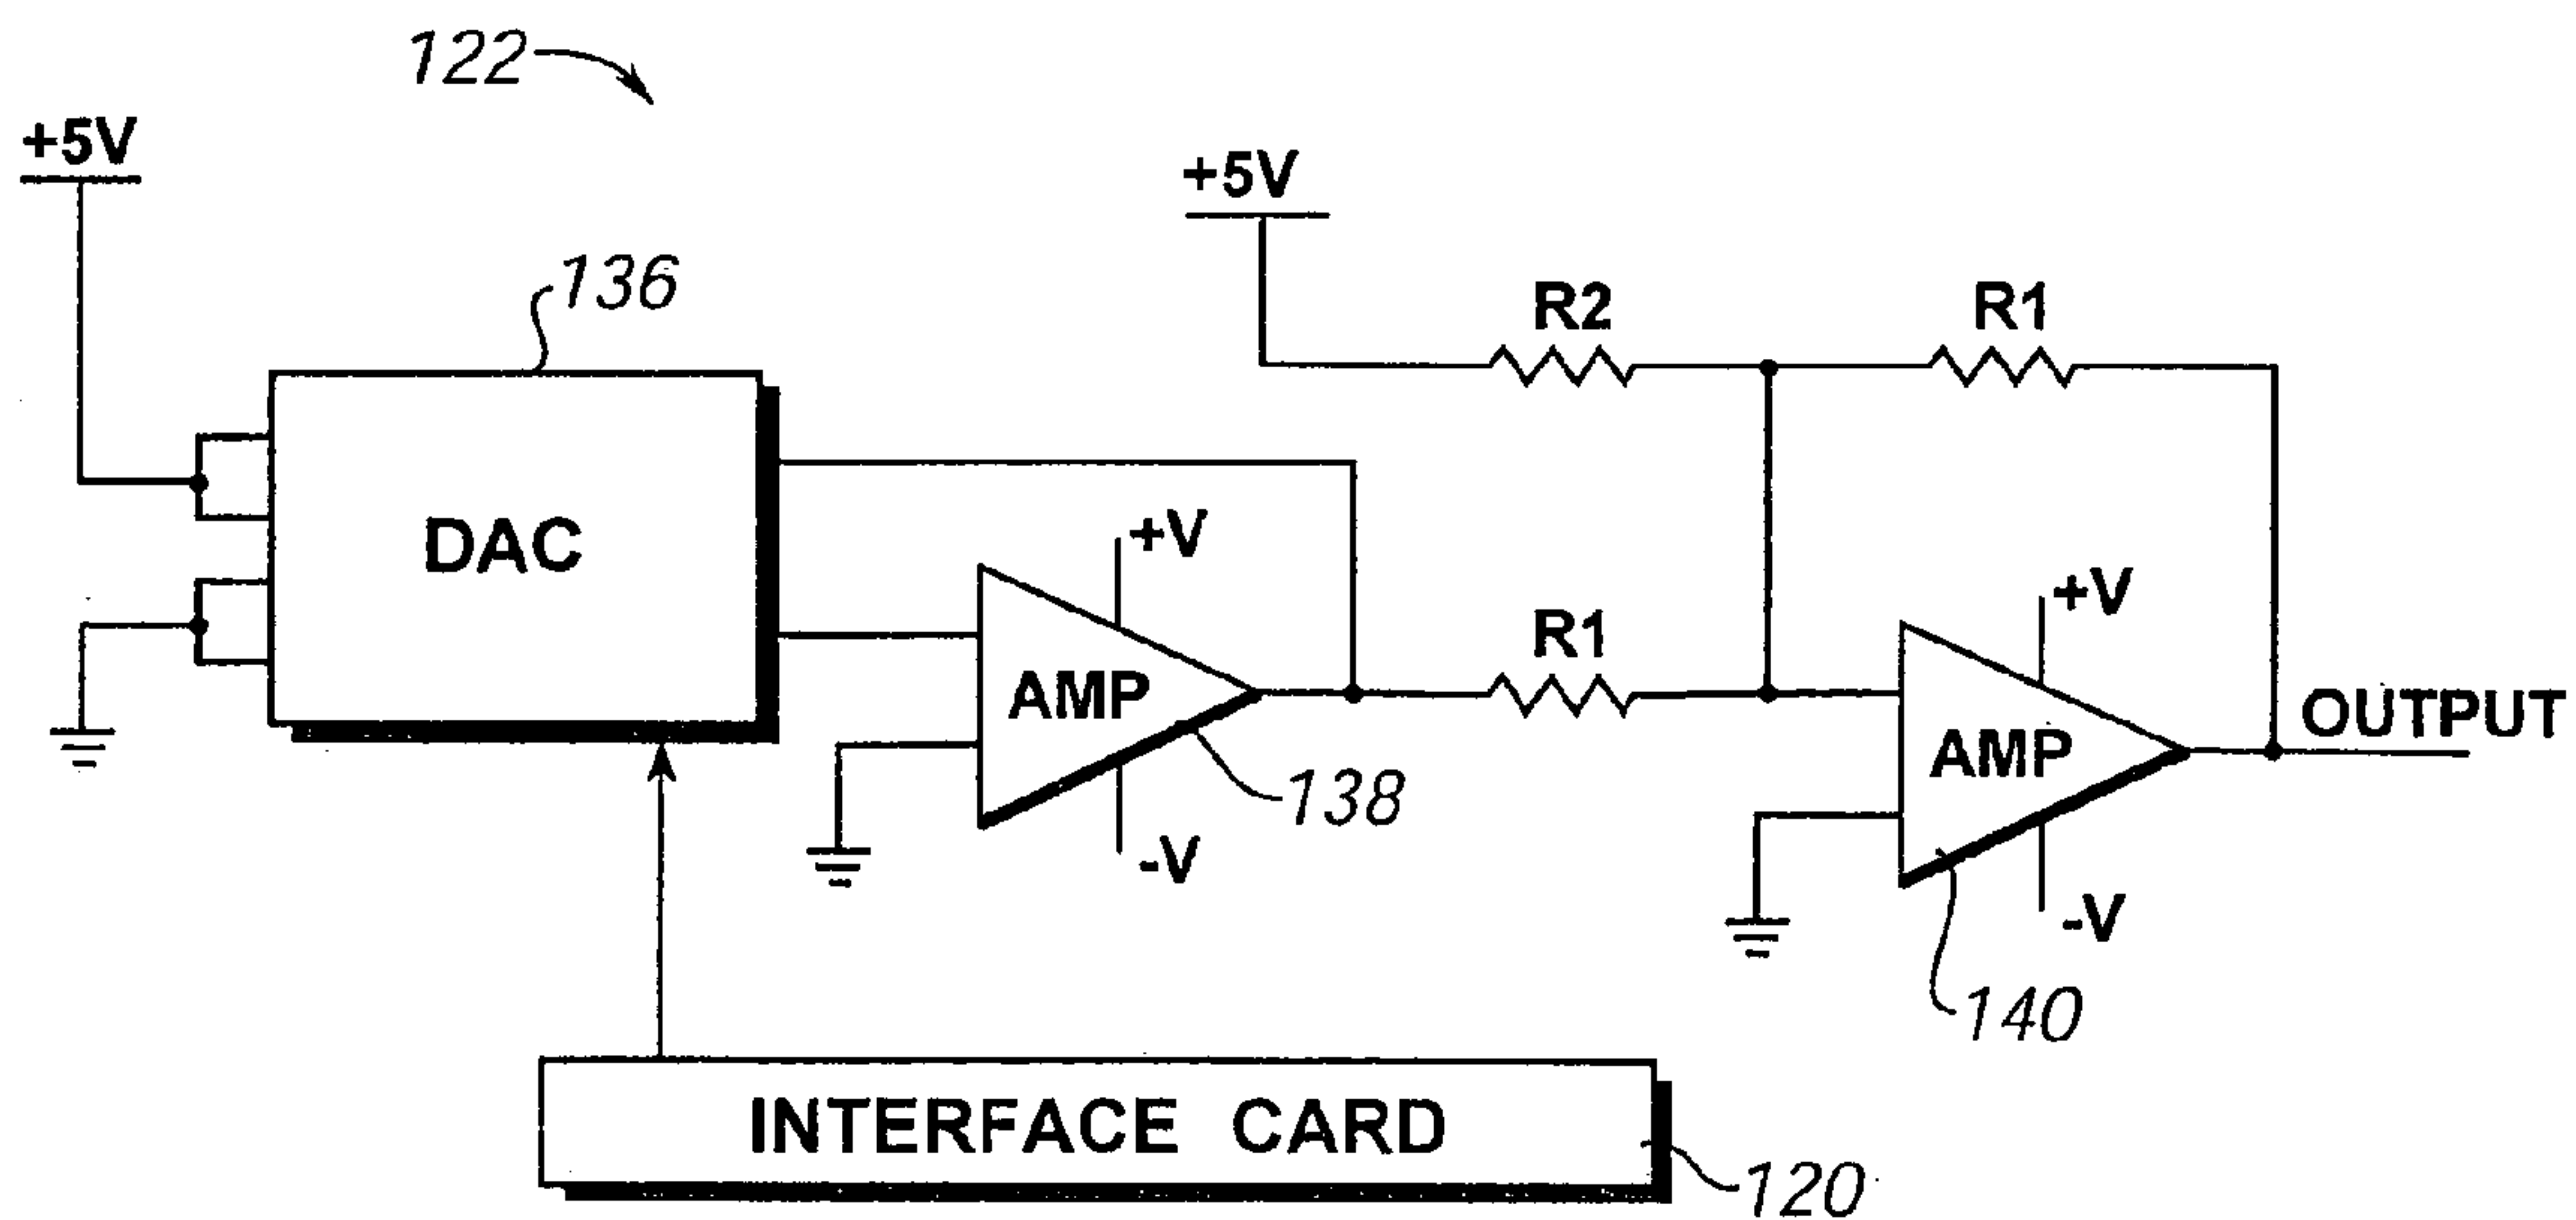 122
+5V
+5V
136
R2
R1
DAC
+V
AMP
138
-V
R1
+V
AMP
OUTPUT
140
-V
INTERFACE CARD
120